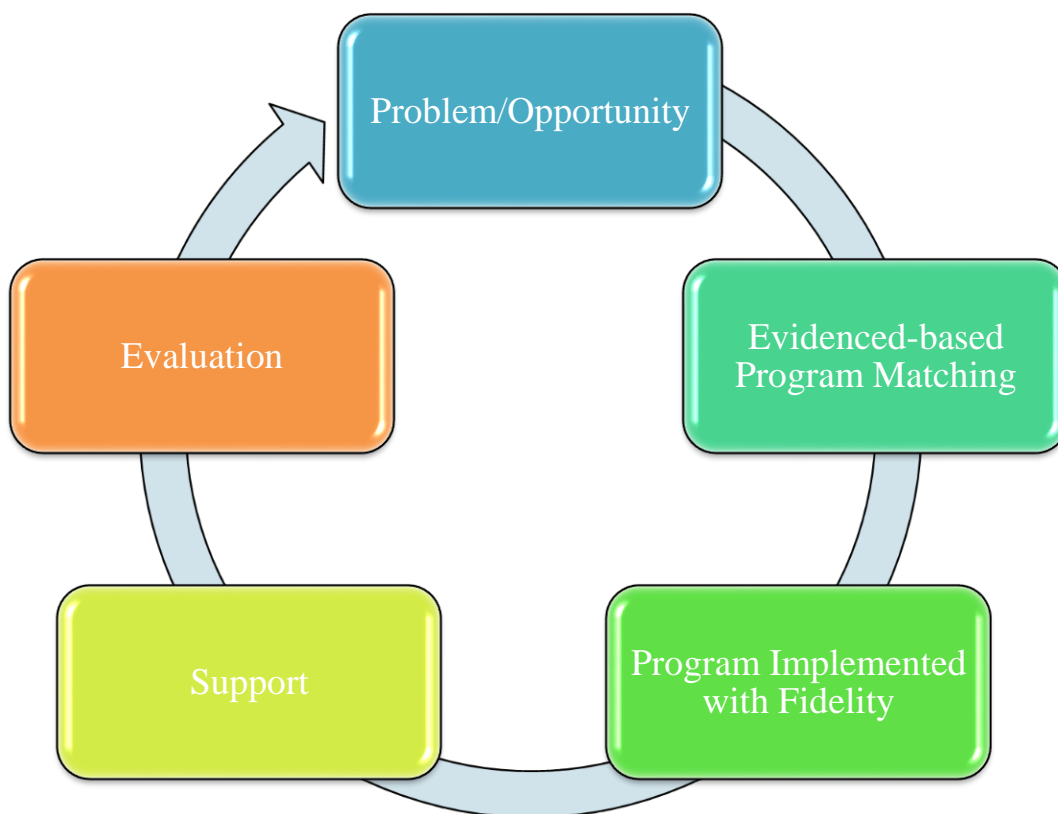 Problem/Opportunity
Evidenced-based
Program Matching
Program Implemented
with Fidelity
Support
Evaluation